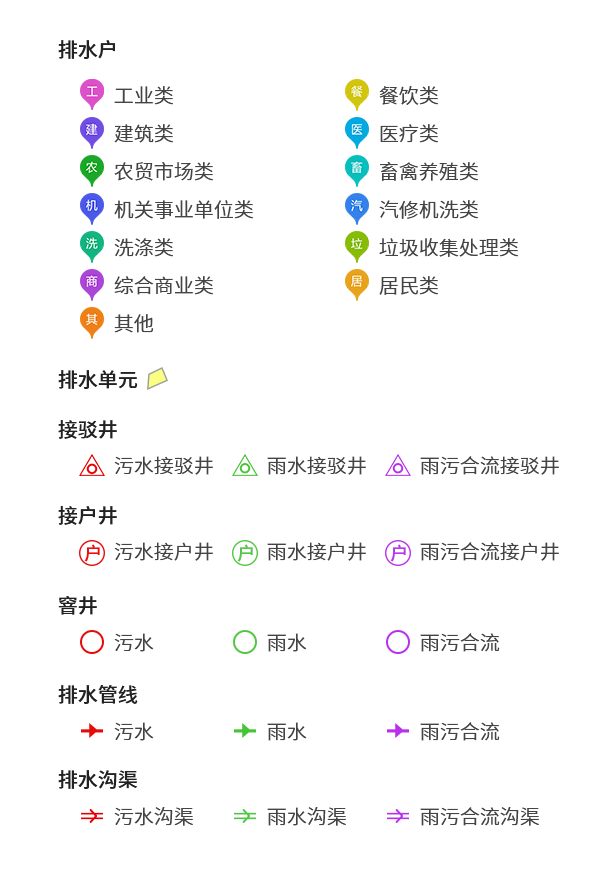 排水户
工 工业类 餐 餐饮类
建 建筑类 医 医疗类
农 农贸市场类 畜 畜禽养殖类
机 机关事业单位类 汽 汽修机洗类
洗 洗涤类 垃 垃圾收集处理类
商 综合商业类 居 居民类
其 其他
排水单元
接驳井
污水接驳井 雨水接驳井 雨污合流接驳井
接户井
户 污水接户井 户 雨水接户井 户 雨污合流接户井
窨井
污水 雨水 雨污合流
排水管线
污水 雨水 雨污合流
排水沟渠
污水沟渠 雨水沟渠 雨污合流沟渠